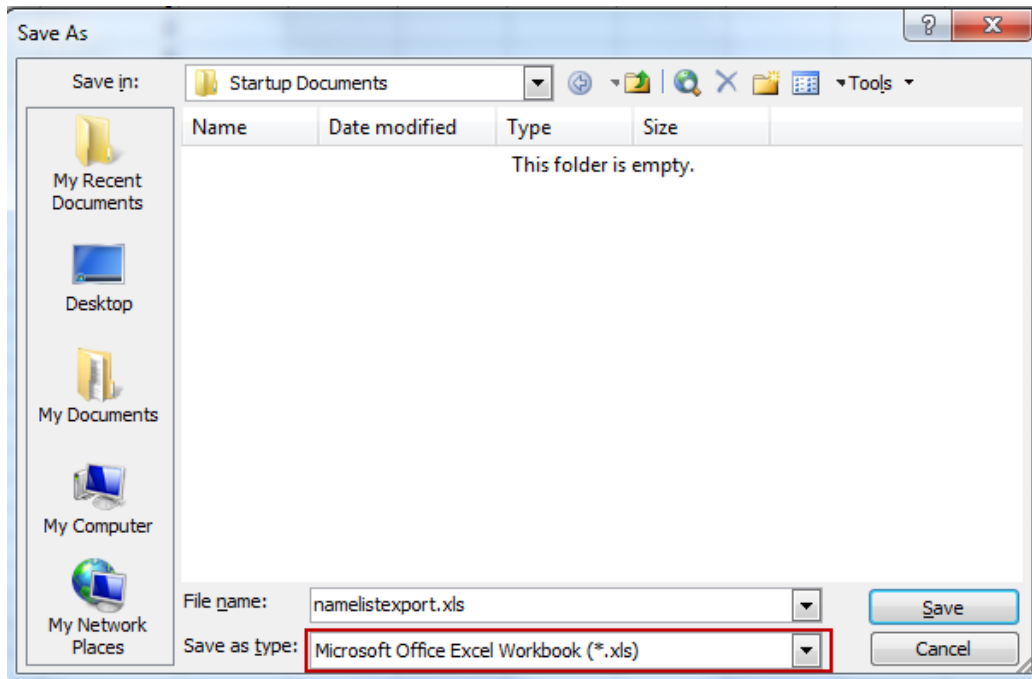 Save As
Save in:
Startup Documents
Tools
Name Date modified Type Size
This folder is empty.
My Recent
Documents
Desktop
My Documents
My Computer
My Network
Places
File name:
namelistexport.xls
Save
Save as type:
Microsoft Office Excel Workbook (*.xls)
Cancel